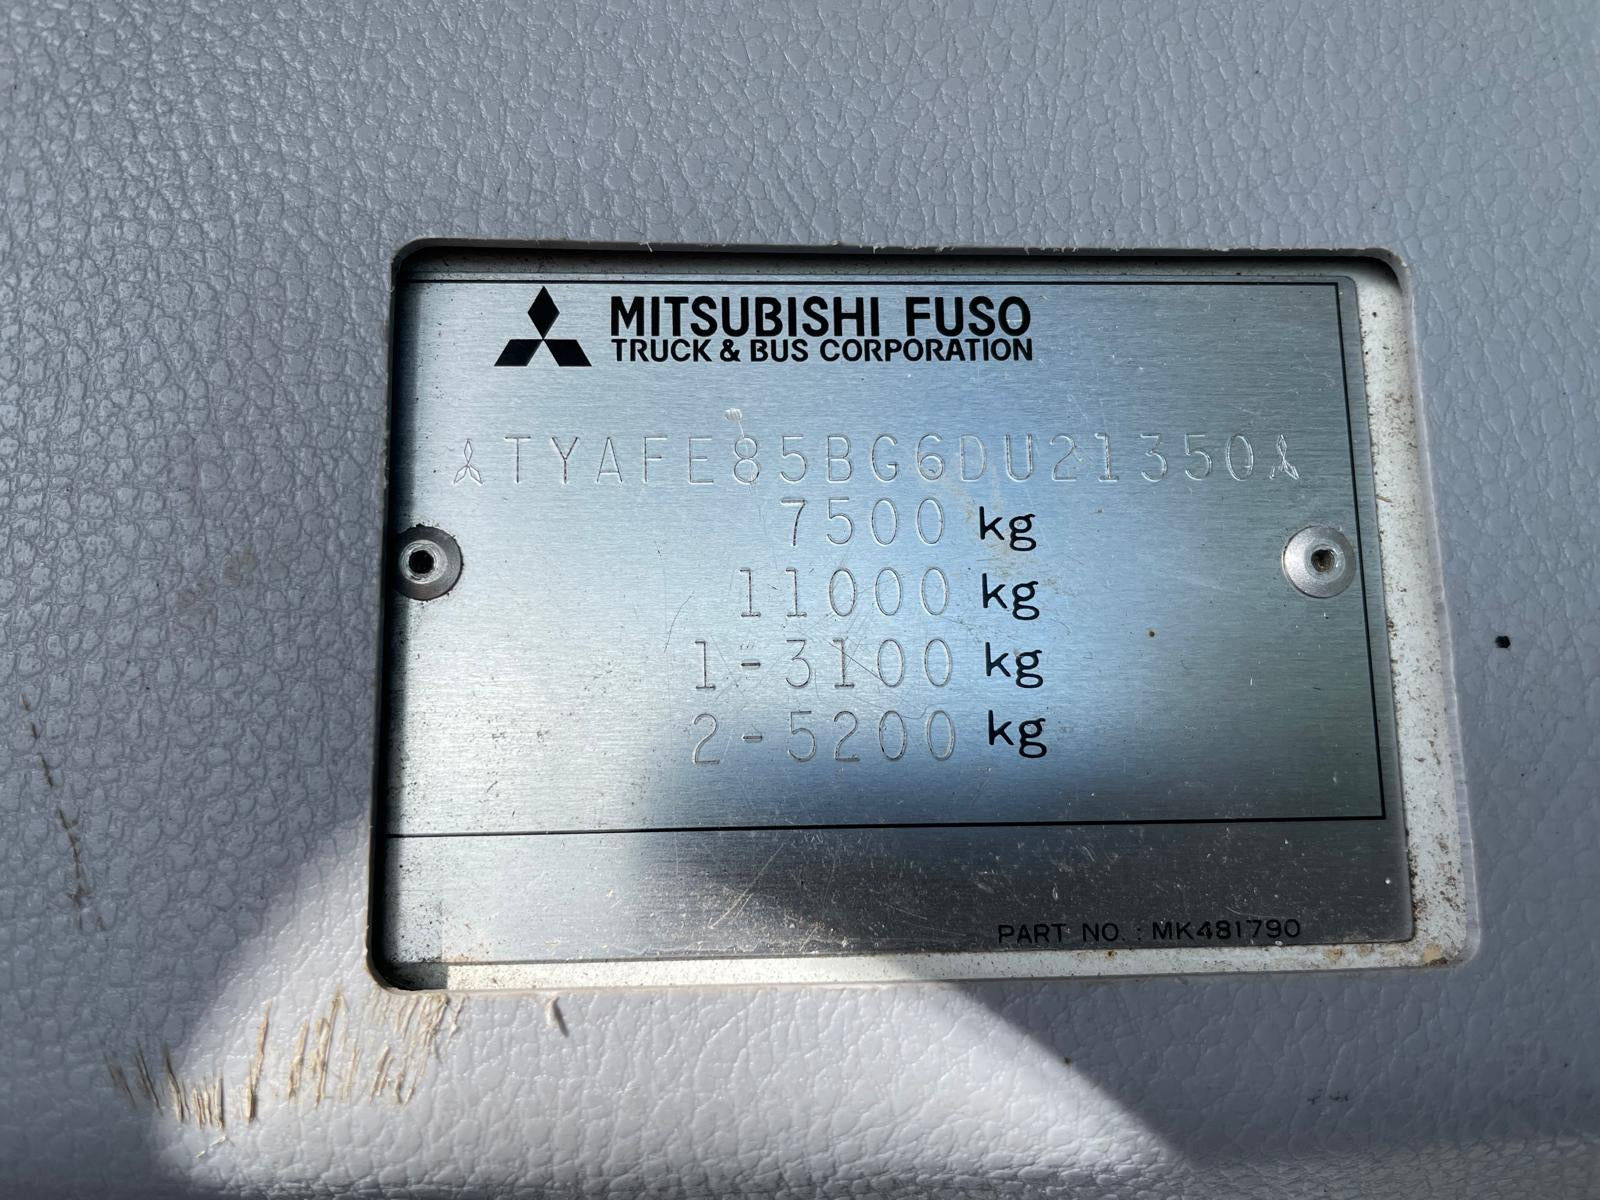 MITSUBISHI FUSO
TRUCK & BUS CORPORATION
TYAFE85BG6DU21350
7500 kg
11000 kg
1-3100 kg
2-5200 kg
PART NO. : MK481790